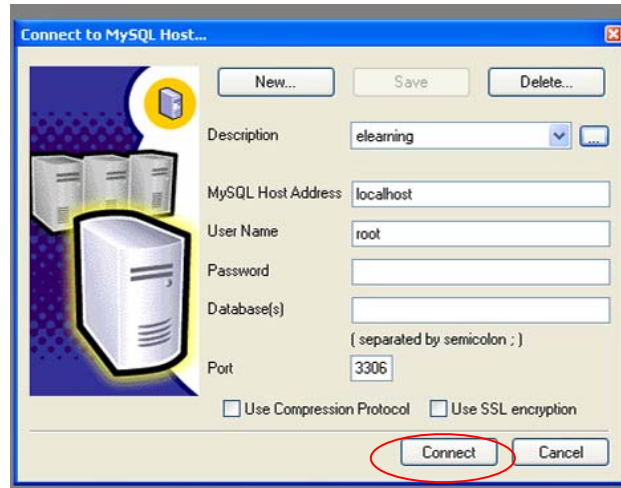 Connect to MySQL Host...
New... Save Delete...
Description elearning ...
MySQL Host Address localhost
User Name root
Password
Database(s)
( separated by semicolon ; )
Port 3306
Use Compression Protocol Use SSL encryption
Connect Cancel